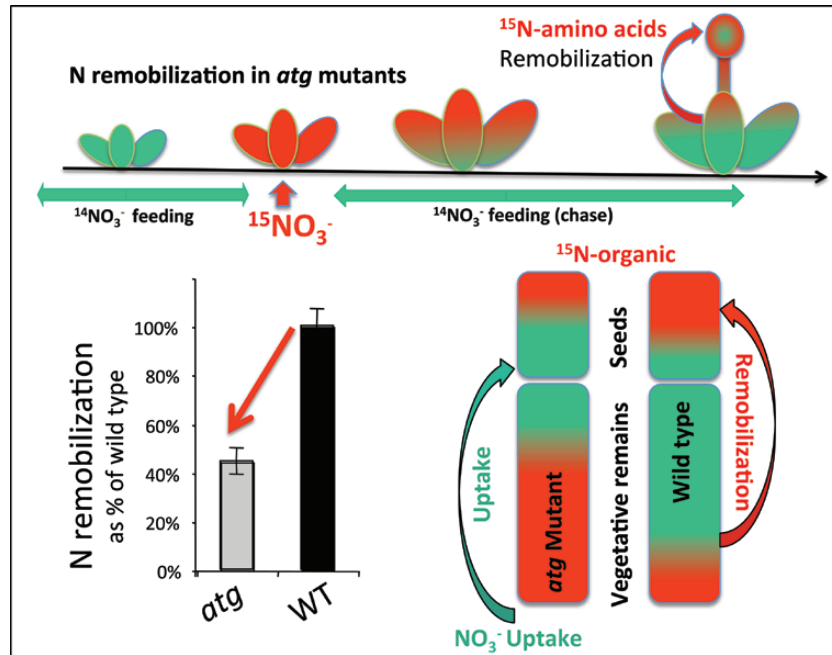 ¹⁵N-amino acids
Remobilization
N remobilization in atg mutants
¹⁴NO₃⁻ feeding
¹⁵NO₃⁻
¹⁴NO₃⁻ feeding (chase)
N remobilization
as % of wild type
100%
80%
60%
40%
20%
0%
atg
WT
¹⁵N-organic
Seeds
Uptake
atg Mutant
Vegetative remains
Wild type
Remobilization
NO₃⁻ Uptake